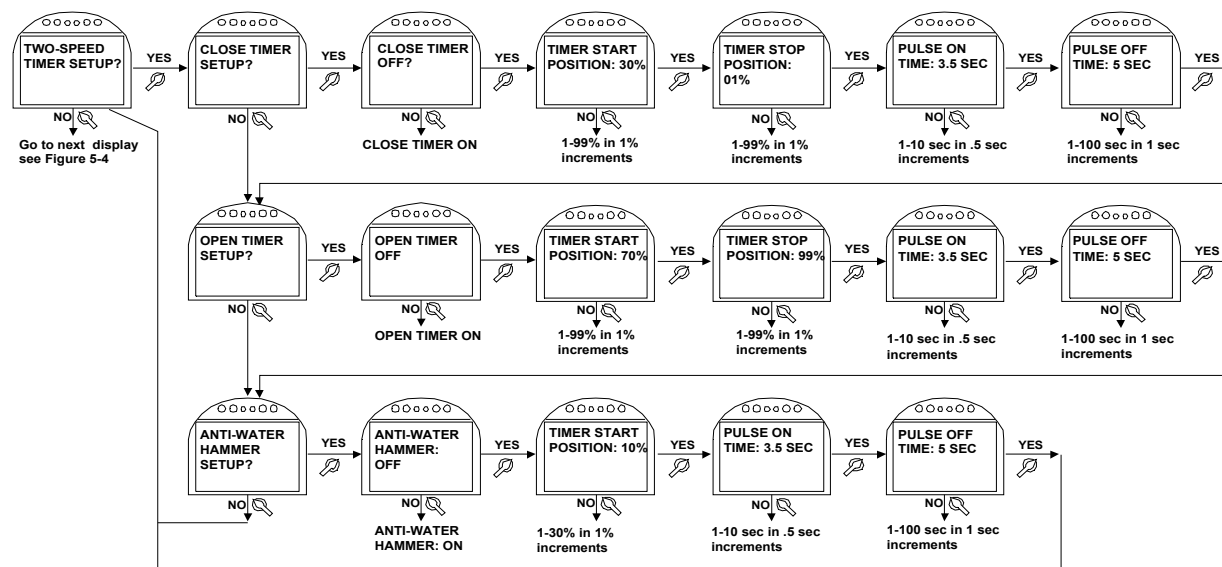 TWO-SPEED
TIMER SETUP?
YES
CLOSE TIMER
SETUP?
YES
CLOSE TIMER
OFF?
YES
TIMER START
POSITION: 30%
YES
TIMER STOP
POSITION:
01%
YES
PULSE ON
TIME: 3.5 SEC
YES
PULSE OFF
TIME: 5 SEC
YES
NO
Go to next display
see Figure 5-4
NO
NO
CLOSE TIMER ON
NO
1-99% in 1%
increments
NO
1-99% in 1%
increments
NO
1-10 sec in .5 sec
increments
NO
1-100 sec in 1 sec
increments
OPEN TIMER
SETUP?
YES
OPEN TIMER
OFF
YES
TIMER START
POSITION: 70%
YES
TIMER STOP
POSITION: 99%
YES
PULSE ON
TIME: 3.5 SEC
YES
PULSE OFF
TIME: 5 SEC
YES
NO
NO
OPEN TIMER ON
NO
1-99% in 1%
increments
NO
1-99% in 1%
increments
NO
1-10 sec in .5 sec
increments
NO
1-100 sec in 1 sec
increments
ANTI-WATER
HAMMER
SETUP?
YES
ANTI-WATER
HAMMER:
OFF
YES
TIMER START
POSITION: 10%
YES
PULSE ON
TIME: 3.5 SEC
YES
PULSE OFF
TIME: 5 SEC
YES
NO
NO
ANTI-WATER
HAMMER: ON
NO
1-30% in 1%
increments
NO
1-10 sec in .5 sec
increments
NO
1-100 sec in 1 sec
increments